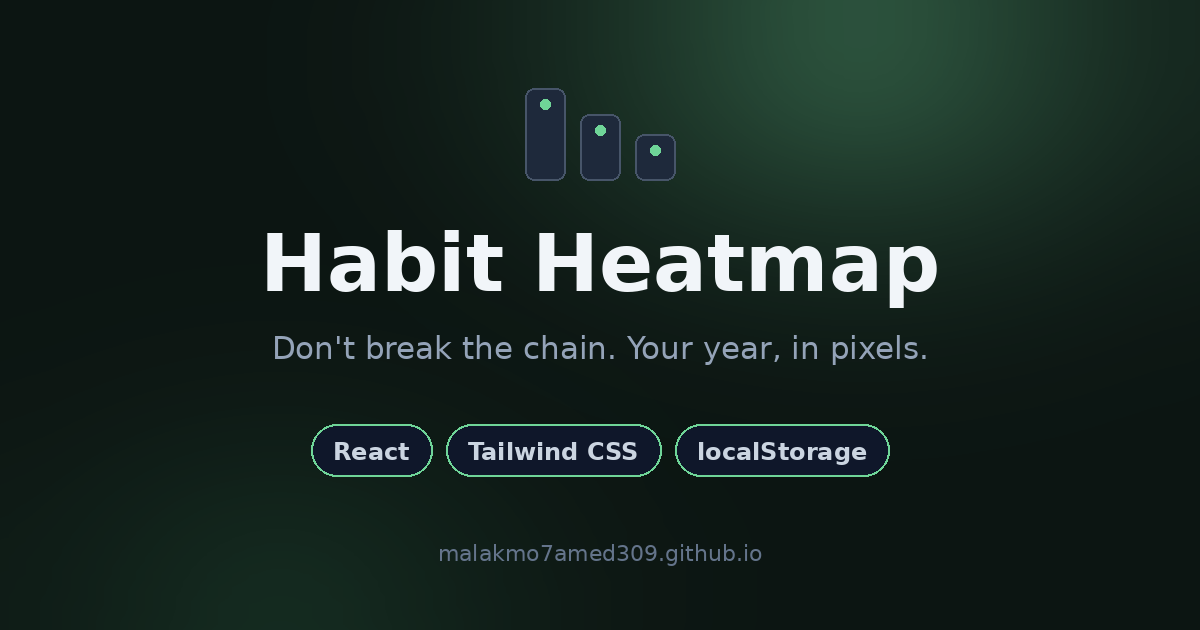 Habit Heatmap
Don't break the chain. Your year, in pixels.
React Tailwind CSS localStorage
malakmo7amed309.github.io